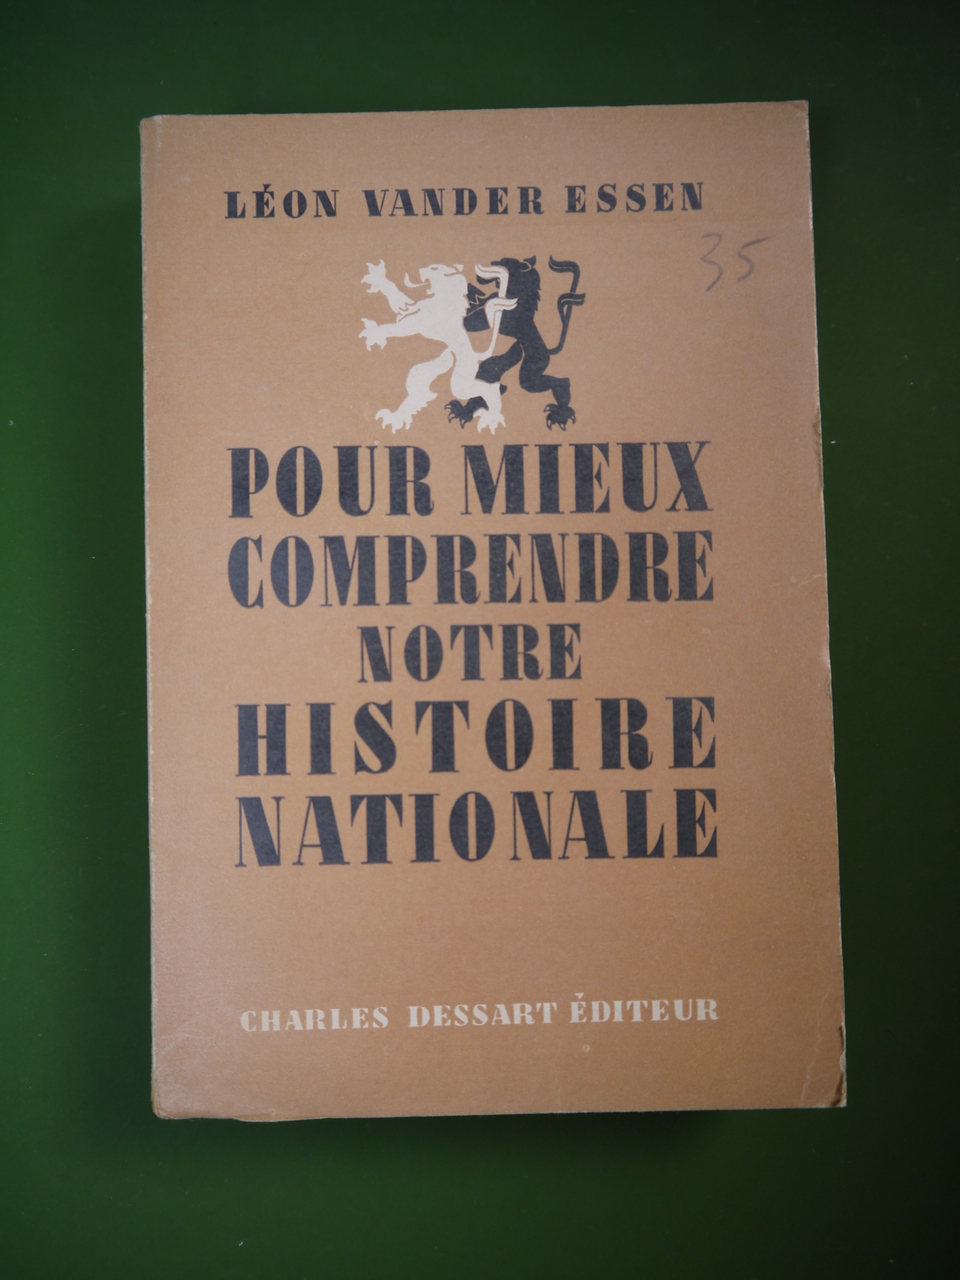 LÉON VANDER ESSEN
35
POUR MIEUX
COMPRENDRE
NOTRE
HISTOIRE
NATIONALE
CHARLES DESSART ÉDITEUR